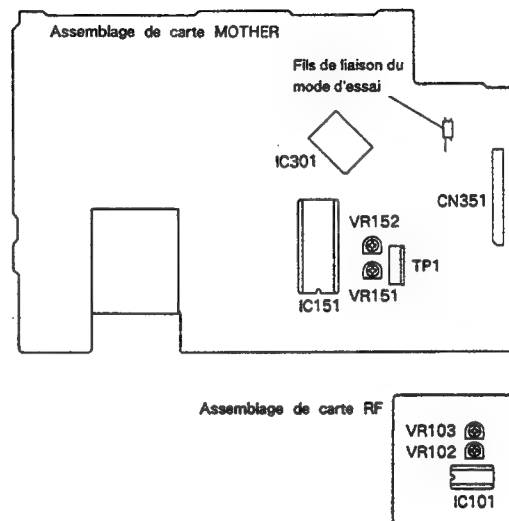 Assemblage de carte MOTHER
Fils de liaison du
mode d'essai
IC301
CN351
VR152
TP1
IC151
VR151
Assemblage de carte RF
VR103
VR102
IC101